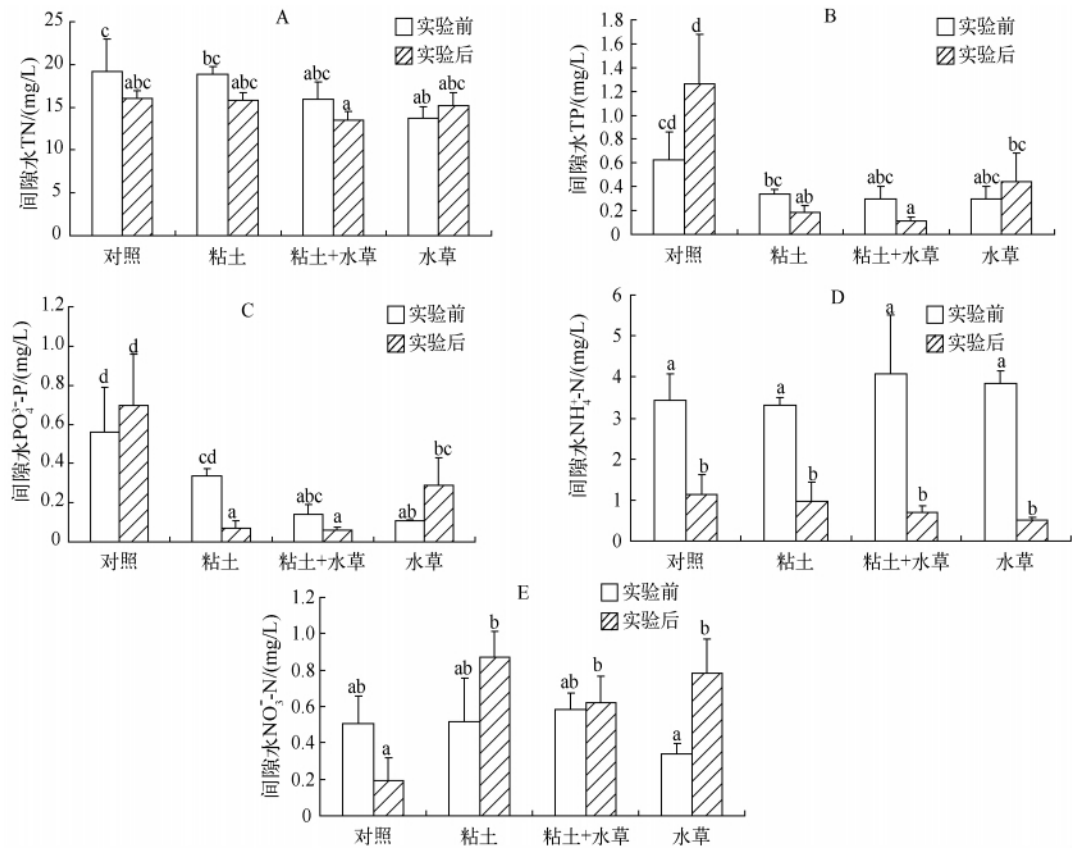 A
间隙水TN/(mg/L)
25
20
15
10
5
0
实验前
实验后
c
abc
bc
abc
abc
a
ab
abc
对照
粘土
粘土+水草
水草
B
间隙水TP/(mg/L)
1.8
1.6
1.4
1.2
1.0
0.8
0.6
0.4
0.2
0
实验前
实验后
cd
d
bc
ab
abc
a
abc
bc
对照
粘土
粘土+水草
水草
C
间隙水PO₄³⁻-P/(mg/L)
1.2
1.0
0.8
0.6
0.4
0.2
0
实验前
实验后
d
d
cd
a
abc
a
ab
bc
对照
粘土
粘土+水草
水草
D
间隙水NH₄⁺-N/(mg/L)
6
5
4
3
2
1
0
实验前
实验后
a
b
a
b
a
b
a
b
对照
粘土
粘土+水草
水草
E
间隙水NO₃⁻-N/(mg/L)
1.2
1.0
0.8
0.6
0.4
0.2
0
实验前
实验后
ab
a
ab
b
ab
b
a
b
对照
粘土
粘土+水草
水草